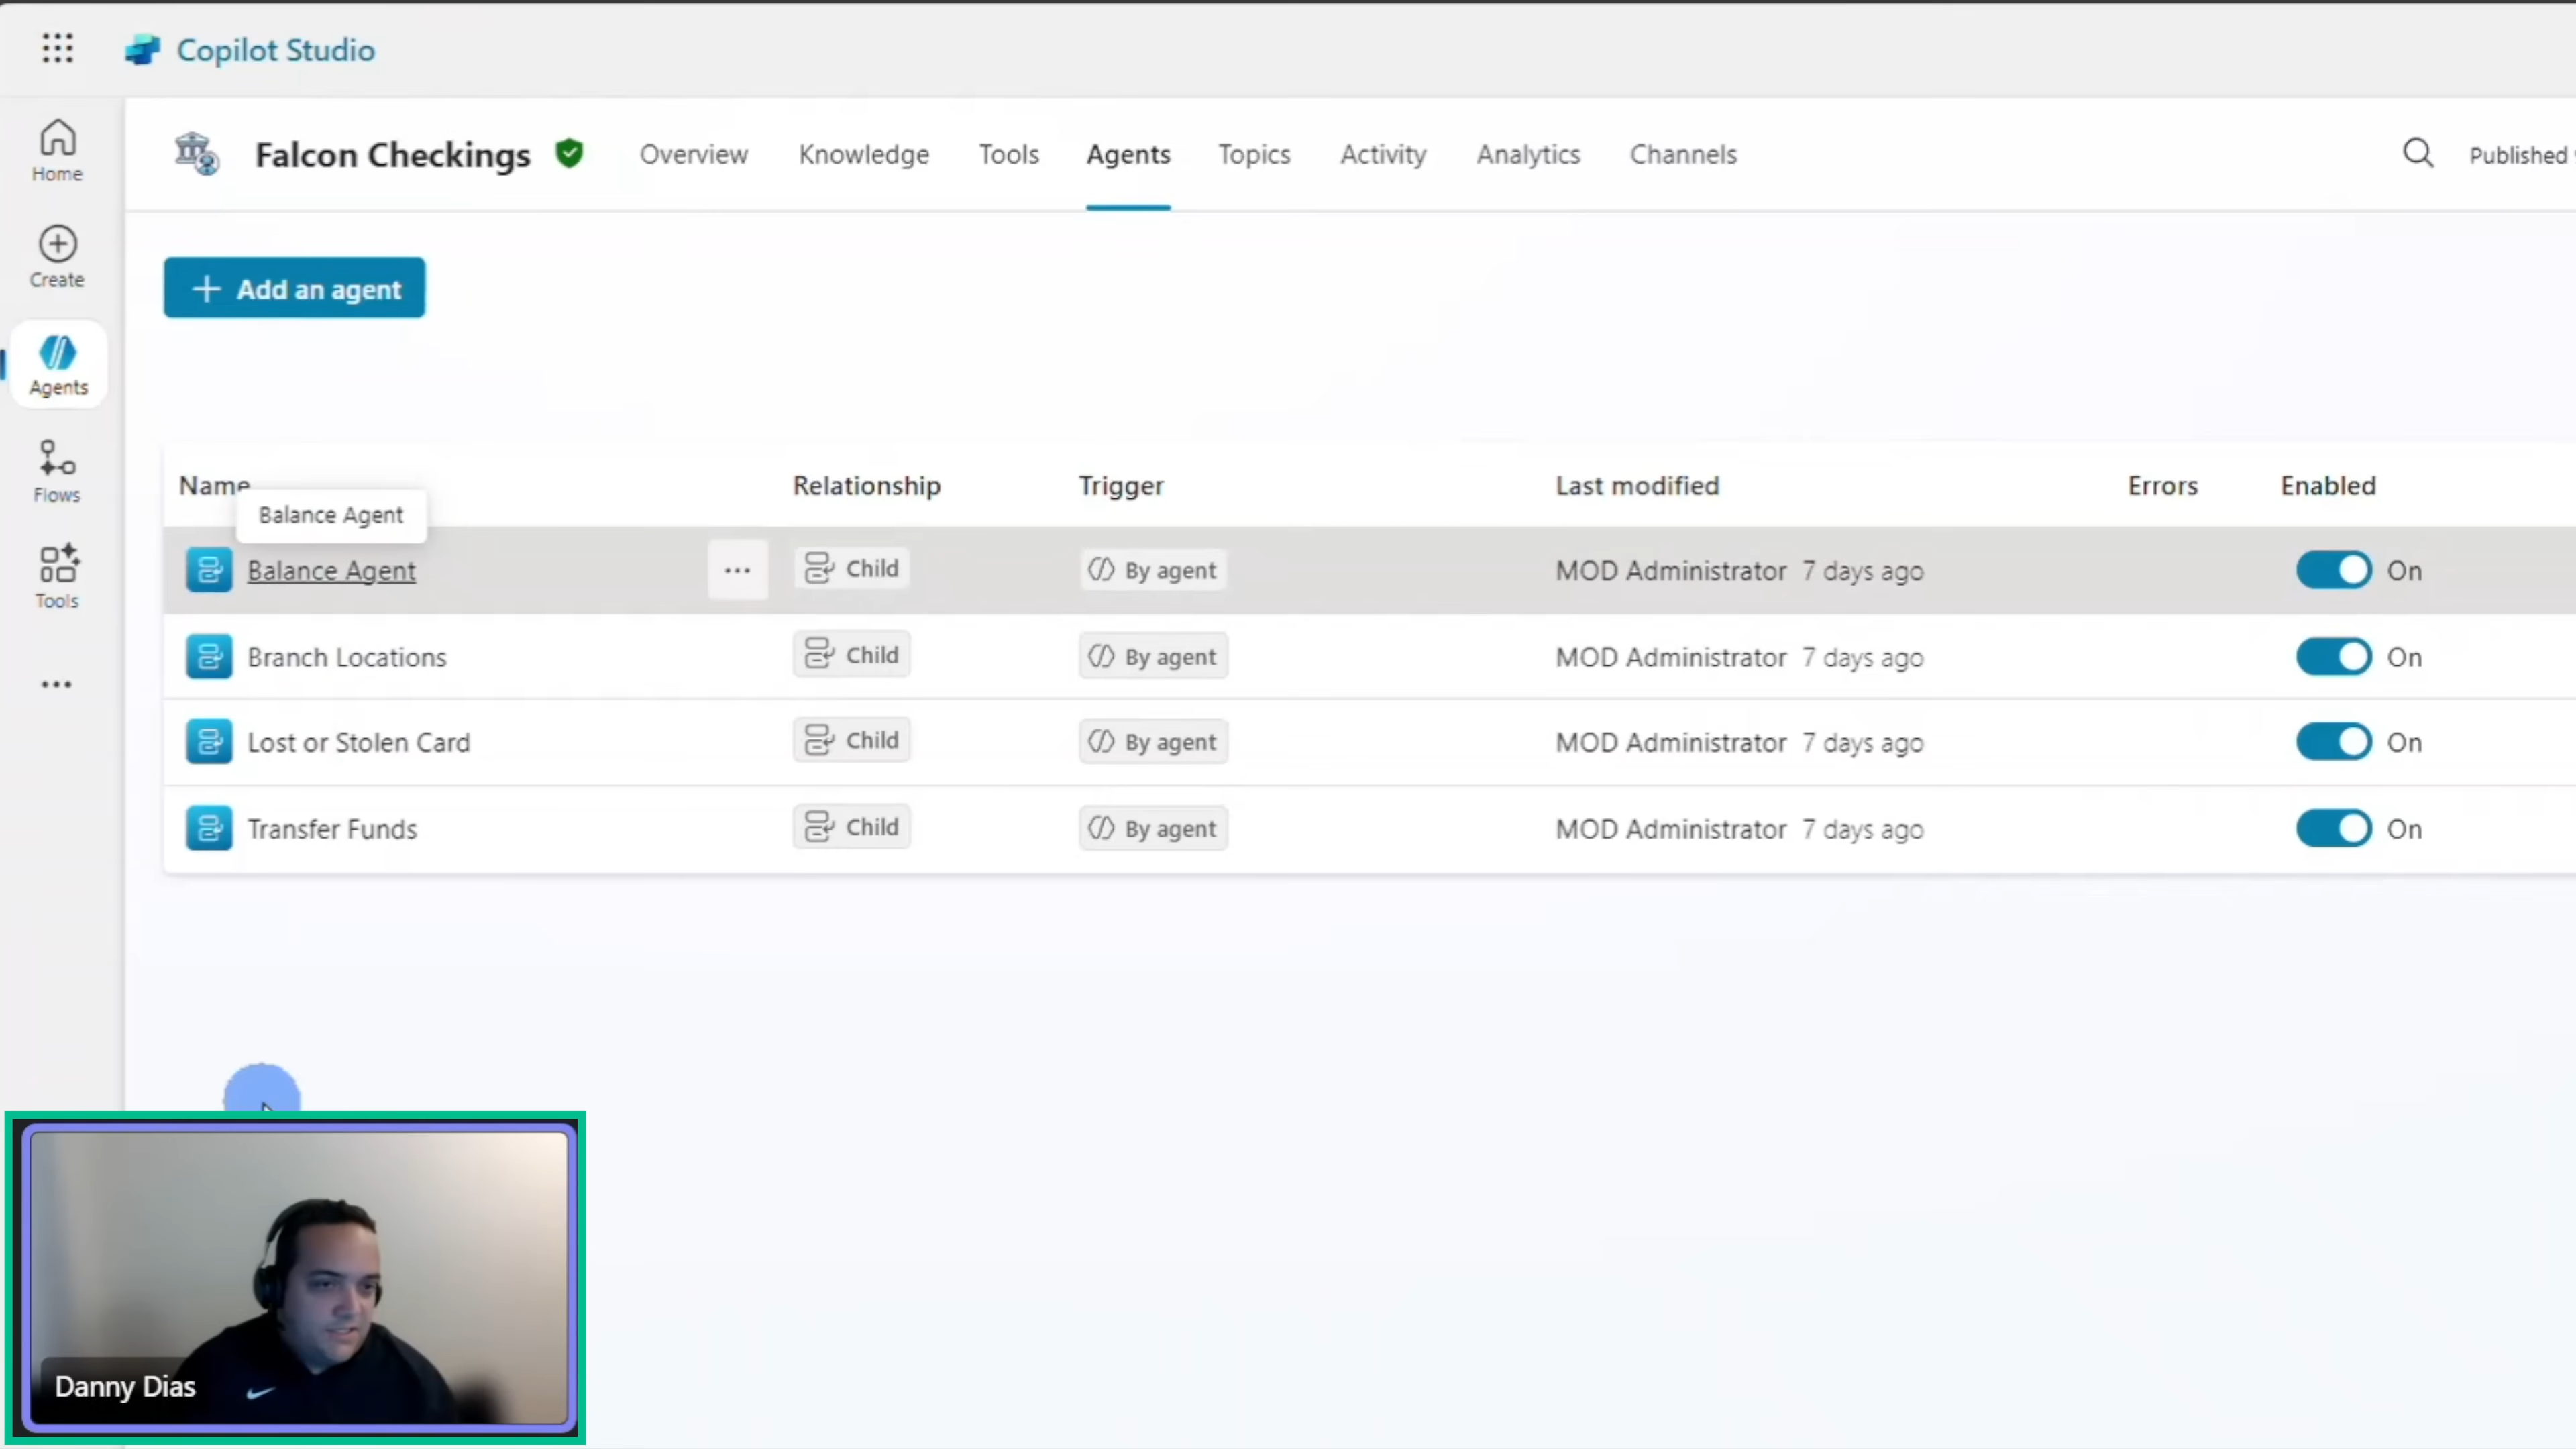 Copilot Studio
Home
Create
Agents
Flows
Tools
Falcon Checkings
Overview
Knowledge
Tools
Agents
Topics
Activity
Analytics
Channels
Published
Add an agent
Name
Relationship
Trigger
Last modified
Errors
Enabled
Balance Agent
Balance Agent
Child
By agent
MOD Administrator 7 days ago
On
Branch Locations
Child
By agent
MOD Administrator 7 days ago
On
Lost or Stolen Card
Child
By agent
MOD Administrator 7 days ago
On
Transfer Funds
Child
By agent
MOD Administrator 7 days ago
On
Danny Dias